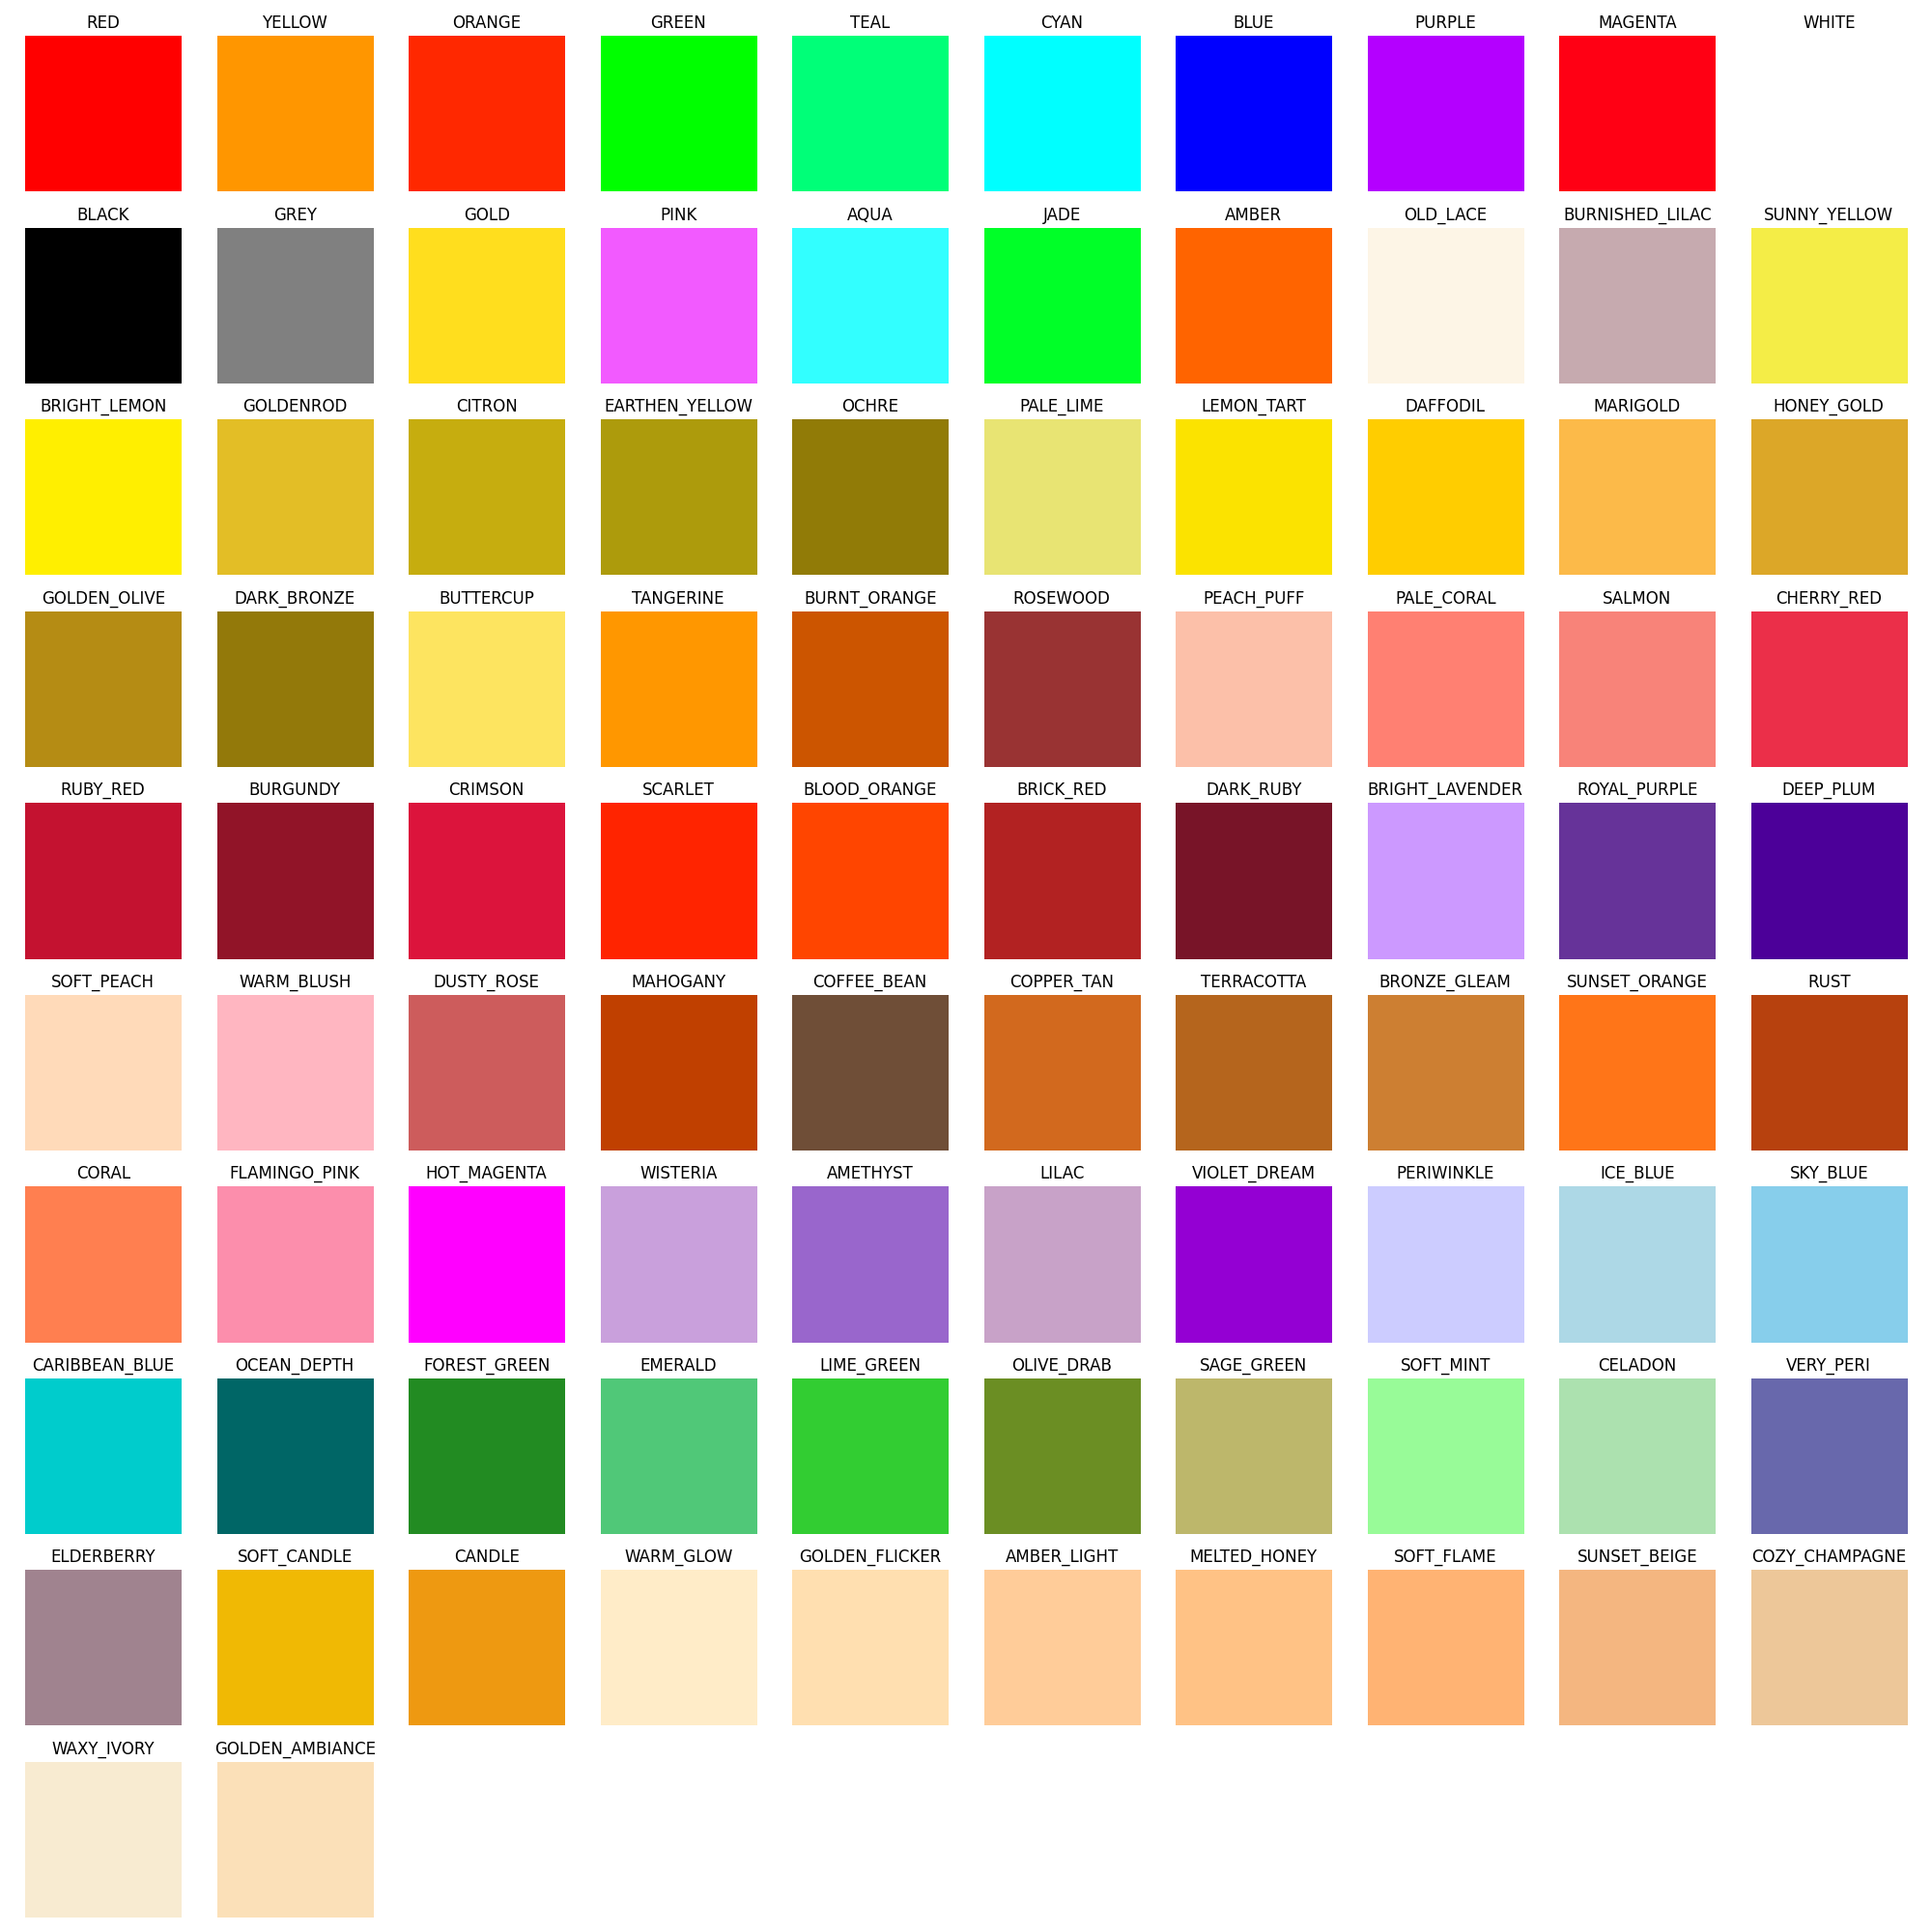 RED YELLOW ORANGE GREEN TEAL CYAN BLUE PURPLE MAGENTA WHITE
BLACK GREY GOLD PINK AQUA JADE AMBER OLD_LACE BURNISHED_LILAC SUNNY_YELLOW
BRIGHT_LEMON GOLDENROD CITRON EARTHEN_YELLOW OCHRE PALE_LIME LEMON_TART DAFFODIL MARIGOLD HONEY_GOLD
GOLDEN_OLIVE DARK_BRONZE BUTTERCUP TANGERINE BURNT_ORANGE ROSEWOOD PEACH_PUFF PALE_CORAL SALMON CHERRY_RED
RUBY_RED BURGUNDY CRIMSON SCARLET BLOOD_ORANGE BRICK_RED DARK_RUBY BRIGHT_LAVENDER ROYAL_PURPLE DEEP_PLUM
SOFT_PEACH WARM_BLUSH DUSTY_ROSE MAHOGANY COFFEE_BEAN COPPER_TAN TERRACOTTA BRONZE_GLEAM SUNSET_ORANGE RUST
CORAL FLAMINGO_PINK HOT_MAGENTA WISTERIA AMETHYST LILAC VIOLET_DREAM PERIWINKLE ICE_BLUE SKY_BLUE
CARIBBEAN_BLUE OCEAN_DEPTH FOREST_GREEN EMERALD LIME_GREEN OLIVE_DRAB SAGE_GREEN SOFT_MINT CELADON VERY_PERI
ELDERBERRY SOFT_CANDLE CANDLE WARM_GLOW GOLDEN_FLICKER AMBER_LIGHT MELTED_HONEY SOFT_FLAME SUNSET_BEIGE COZY_CHAMPAGNE
WAXY_IVORY GOLDEN_AMBIANCE